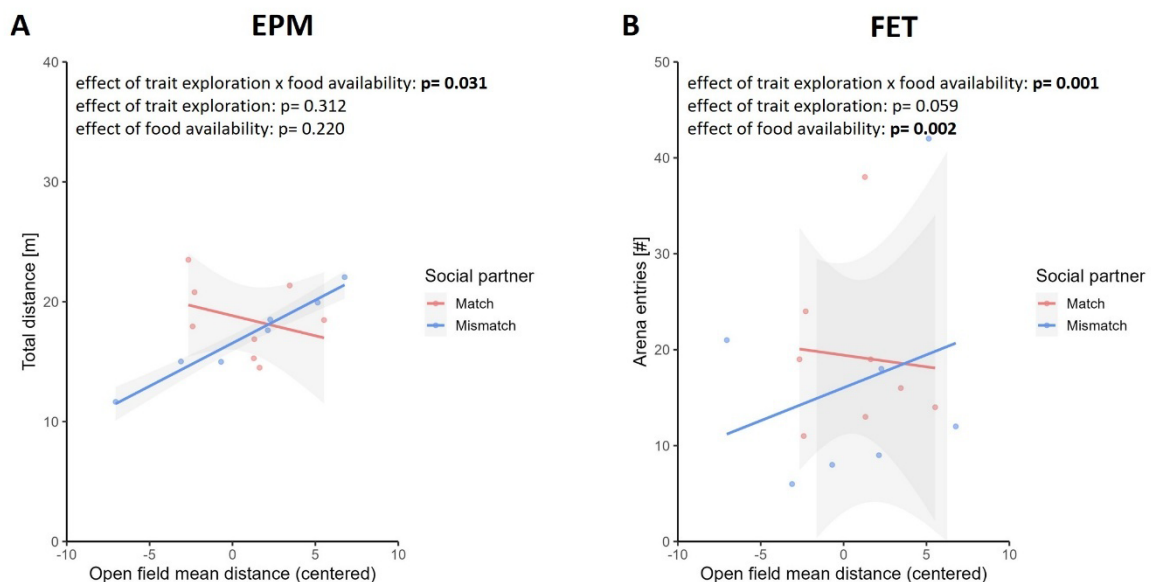 A
EPM
effect of trait exploration x food availability: p= 0.031
effect of trait exploration: p= 0.312
effect of food availability: p= 0.220
40
30
20
10
0
Total distance [m]
-10
-5
0
5
10
Open field mean distance (centered)
Social partner
Match
Mismatch
B
FET
effect of trait exploration x food availability: p= 0.001
effect of trait exploration: p= 0.059
effect of food availability: p= 0.002
50
40
30
20
10
0
Arena entries [#]
-10
-5
0
5
10
Open field mean distance (centered)
Social partner
Match
Mismatch